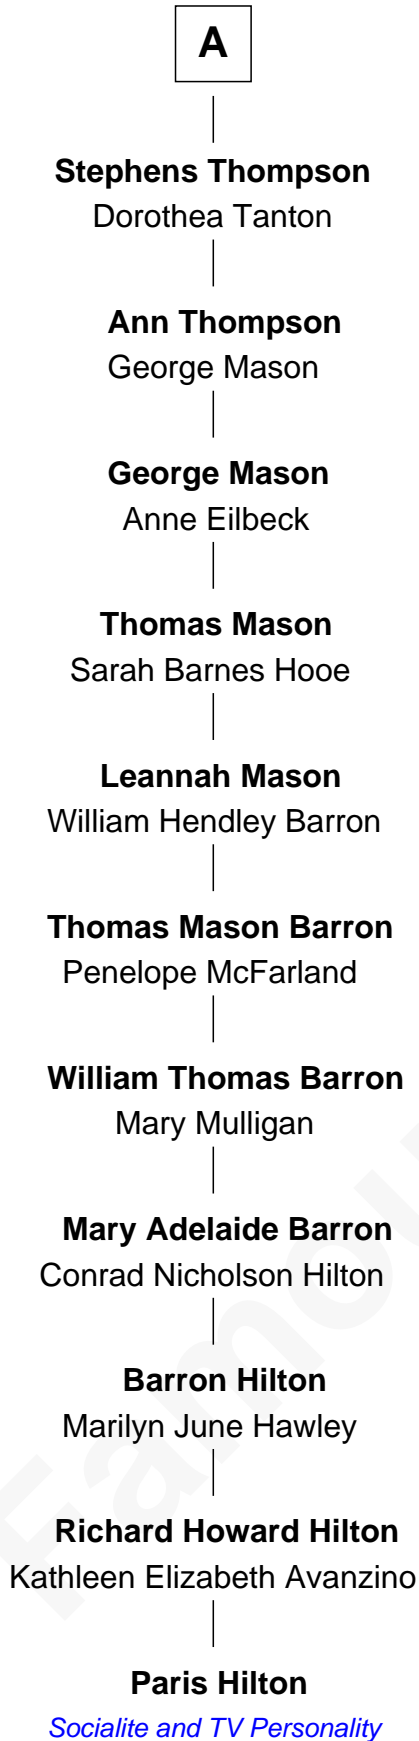 A
Stephens Thompson
Dorothea Tanton
Ann Thompson
George Mason
George Mason
Anne Eilbeck
Thomas Mason
Sarah Barnes Hooe
Leannah Mason
William Hendley Barron
Thomas Mason Barron
Penelope McFarland
William Thomas Barron
Mary Mulligan
Mary Adelaide Barron
Conrad Nicholson Hilton
Barron Hilton
Marilyn June Hawley
Richard Howard Hilton
Kathleen Elizabeth Avanzino
Paris Hilton
Socialite and TV Personality
Famou